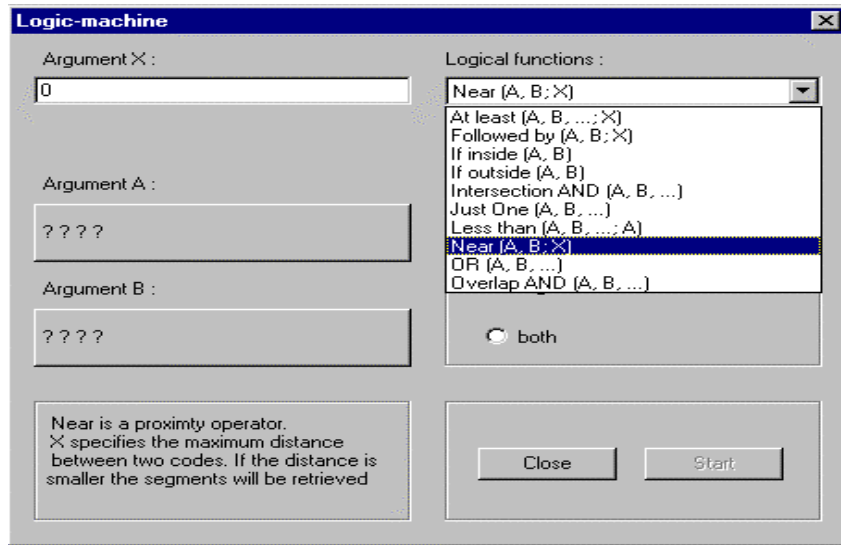 Logic-machine
Argument X :
0
Argument A :
? ? ? ?
Argument B :
? ? ? ?
Near is a proximty operator.
X specifies the maximum distance
between two codes. If the distance is
smaller the segments will be retrieved
Logical functions :
Near (A, B; X)
At least (A, B, ...; X)
Followed by (A, B; X)
If inside (A, B)
If outside (A, B)
Intersection AND (A, B, ...)
Just One (A, B, ...)
Less than (A, B, ...; A)
Near (A, B; X)
OR (A, B, ...)
Overlap AND (A, B, ...)
both
Close
Start